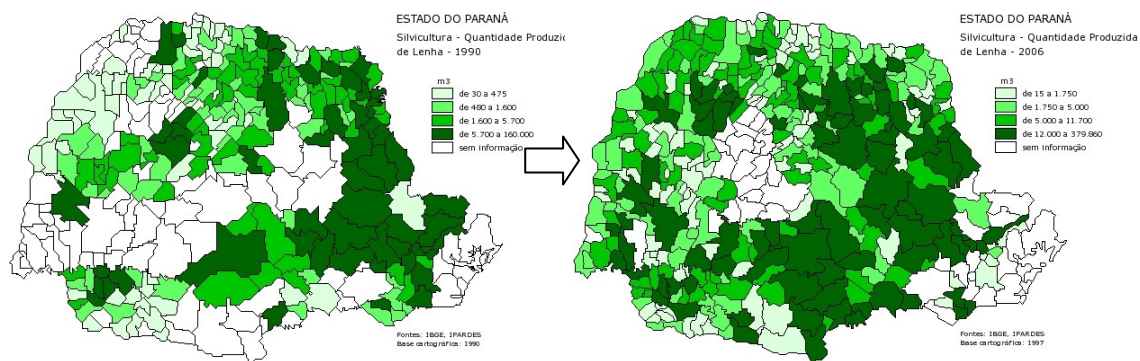 ESTADO DO PARANÁ
Silvicultura - Quantidade Produzic
de Lenha - 1990
m3
de 30 a 475
de 480 a 1.600
de 1.600 a 5.700
de 5.700 a 160.000
sem informação
Fontes: IBGE, IPARDES
Base cartográfica: 1990
ESTADO DO PARANÁ
Silvicultura - Quantidade Produzida
de Lenha - 2006
m3
de 15 a 1.750
de 1.750 a 5.000
de 5.000 a 11.700
de 12.000 a 379.860
sem informação
Fontes: IBGE, IPARDES
Base cartográfica: 1997